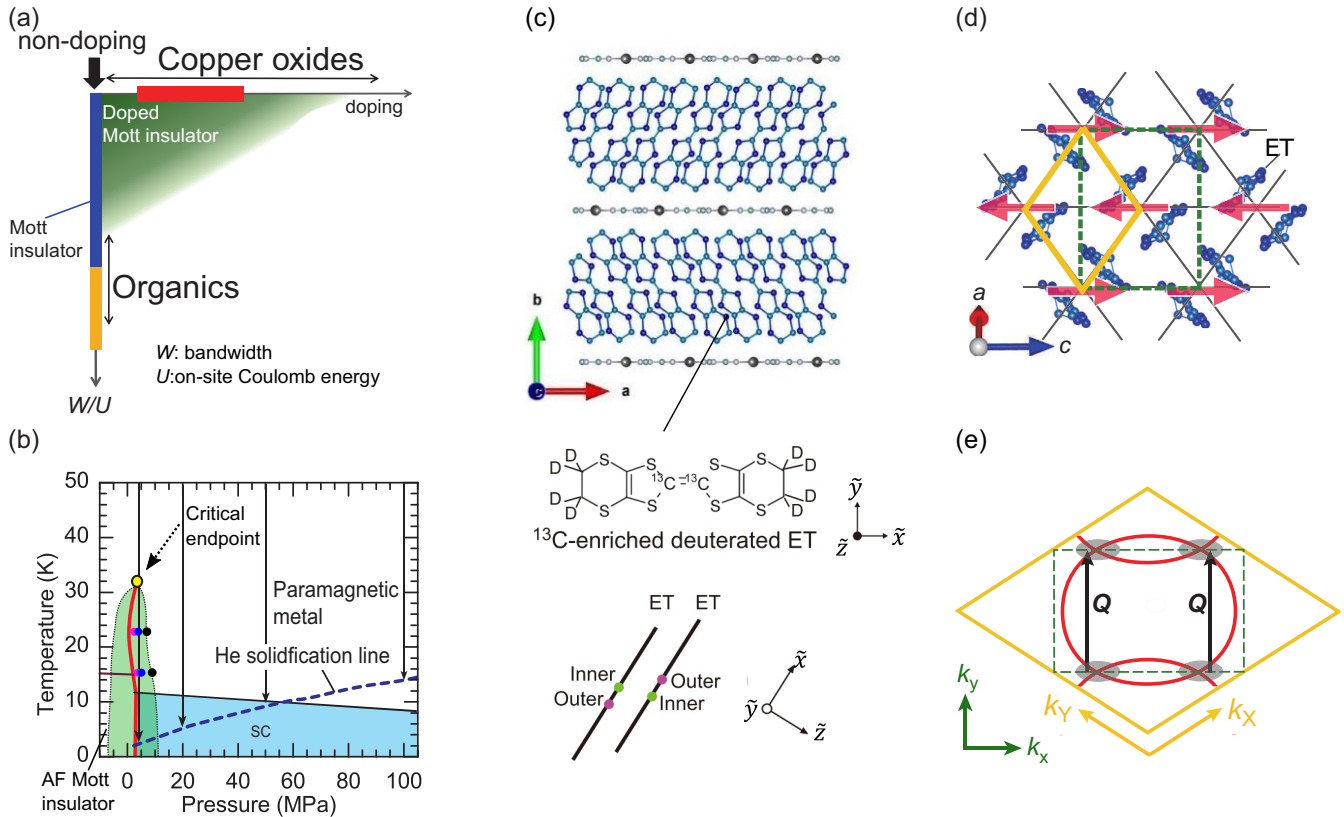 (a)
non-doping
Copper oxides
doping
Doped
Mott insulator
Mott
insulator
Organics
W: bandwidth
U:on-site Coulomb energy
W/U
(b)
50
40
30
20
10
0
Temperature (K)
Critical
endpoint
Paramagnetic
metal
He solidfication line
SC
0 20 40 60 80 100
AF Mott
insulator
Pressure (MPa)
(c)
b
c
a
D D S S S S D D
13C 13C
D D S S S S D D
13C-enriched deuterated ET
ỹ
z̃ x̃
ET ET
Inner Outer
Outer Inner
x̃
ỹ
z̃
(d)
ET
a
c
(e)
Q Q
ky
kx
kY kX